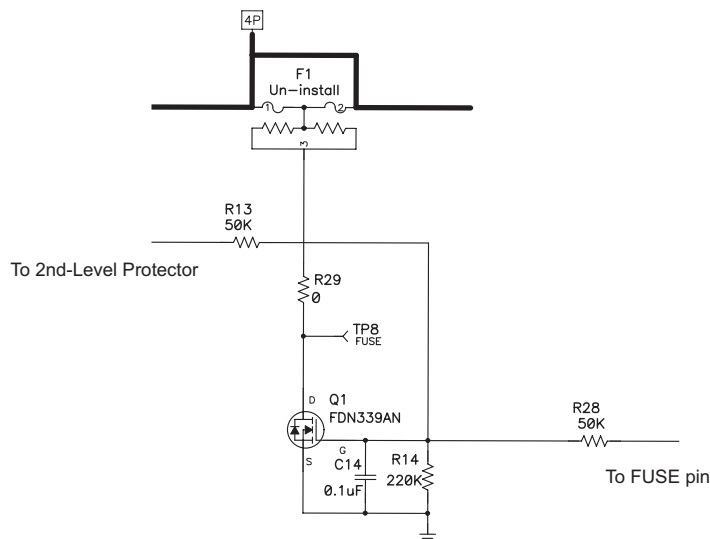 4P
F1
Un-install
1
2
3
R13
50K
To 2nd-Level Protector
R29
0
TP8
FUSE
D
Q1
FDN339AN
R28
50K
G
S
C14
0.1uF
R14
220K
To FUSE pin